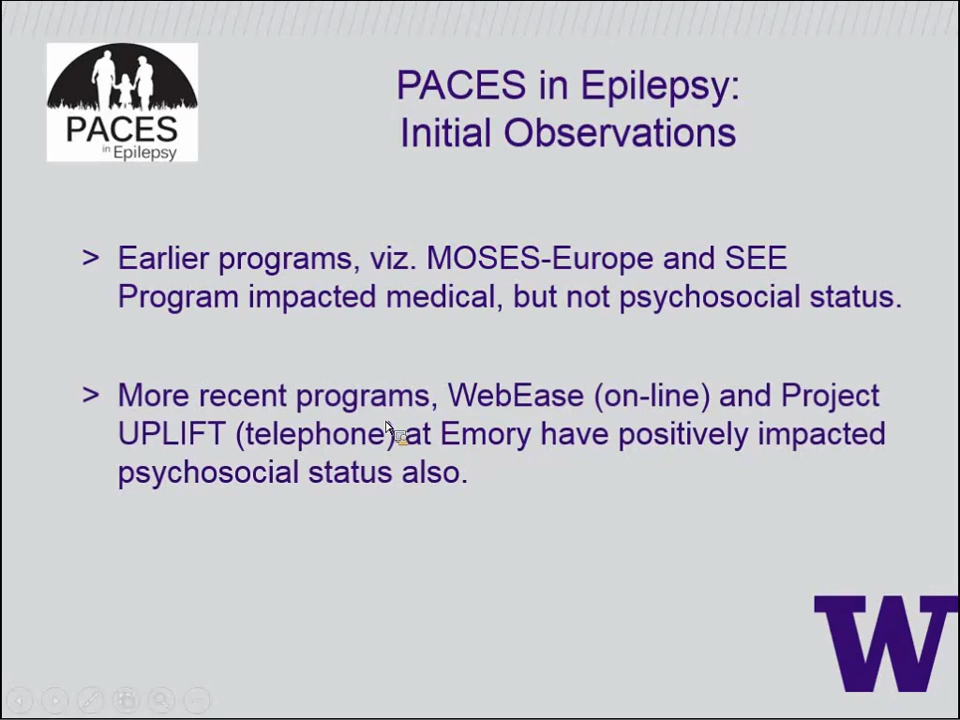 PACES
in Epilepsy
PACES in Epilepsy:
Initial Observations
> Earlier programs, viz. MOSES-Europe and SEE
Program impacted medical, but not psychosocial status.
> More recent programs, WebEase (on-line) and Project
UPLIFT (telephone) at Emory have positively impacted
psychosocial status also.
W